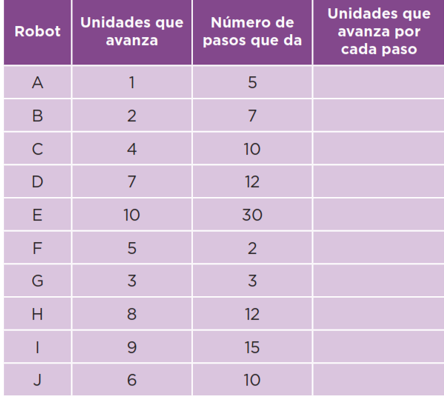 Robot Unidades que avanza Número de pasos que da Unidades que avanza por cada paso
A 1 5
B 2 7
C 4 10
D 7 12
E 10 30
F 5 2
G 3 3
H 8 12
I 9 15
J 6 10